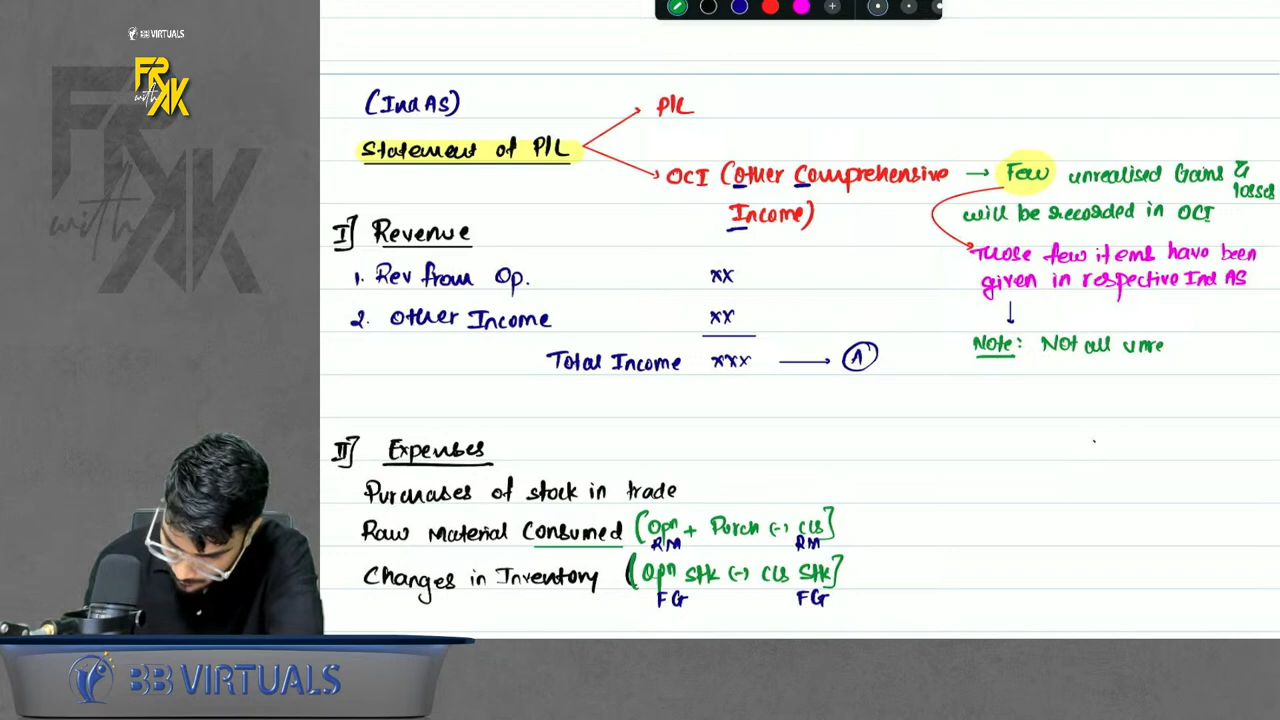 BB VIRTUALS
FR
with
AK
(Ind AS)
Statement of P/L
P/L
OCI (Other Comprehensive
Income)
→ Few unrealised Gains &
losses
will be recorded in OCI
Those few items have been
given in respective Ind AS
Note: Not all unre
I] Revenue
1. Rev from Op. xx
2. Other Income xx
Total Income xxx → A
II] Expenses
Purchases of stock in trade
Raw Material Consumed [Opn + Purch (-) Cls]
RM RM
Changes in Inventory [Opn Stk (-) Cls Stk]
FG FG
BB VIRTUALS